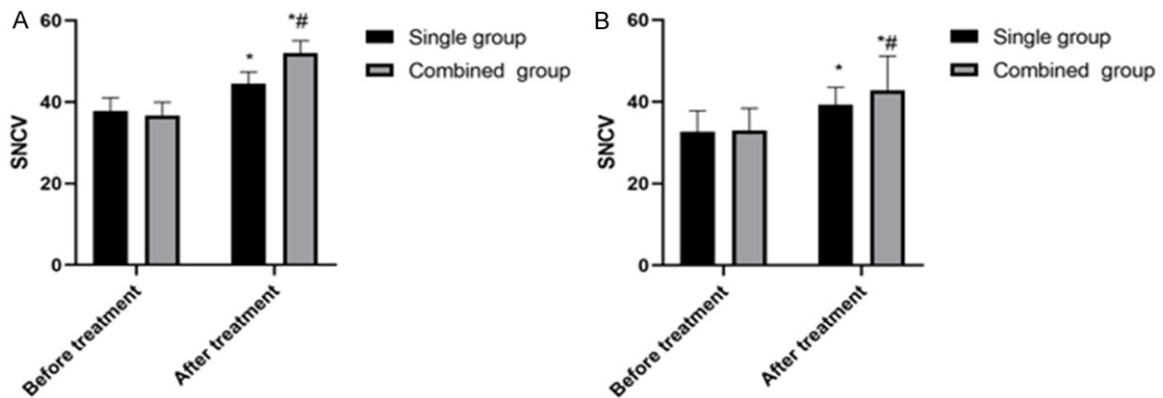 A
60
40
20
0
SNCV
*
*#
Single group
Combined group
Before treatment
After treatment
B
60
40
20
0
SNCV
*
*#
Single group
Combined group
Before treatment
After treatment